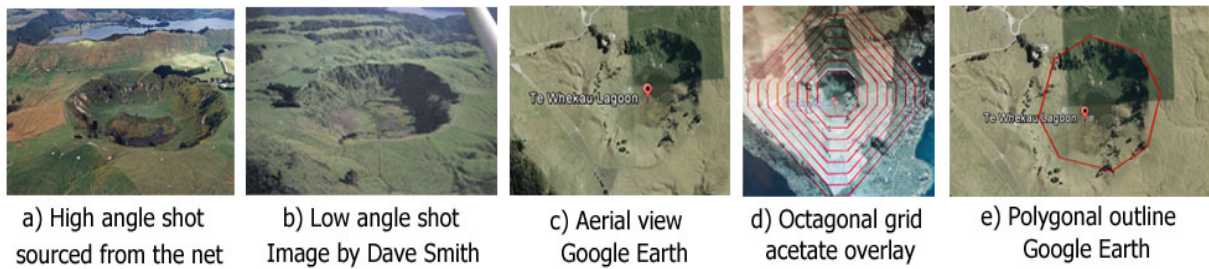 Te Whekau Lagoon
Te Whekau Lagoon
a) High angle shot
sourced from the net
b) Low angle shot
Image by Dave Smith
c) Aerial view
Google Earth
d) Octagonal grid
acetate overlay
e) Polygonal outline
Google Earth